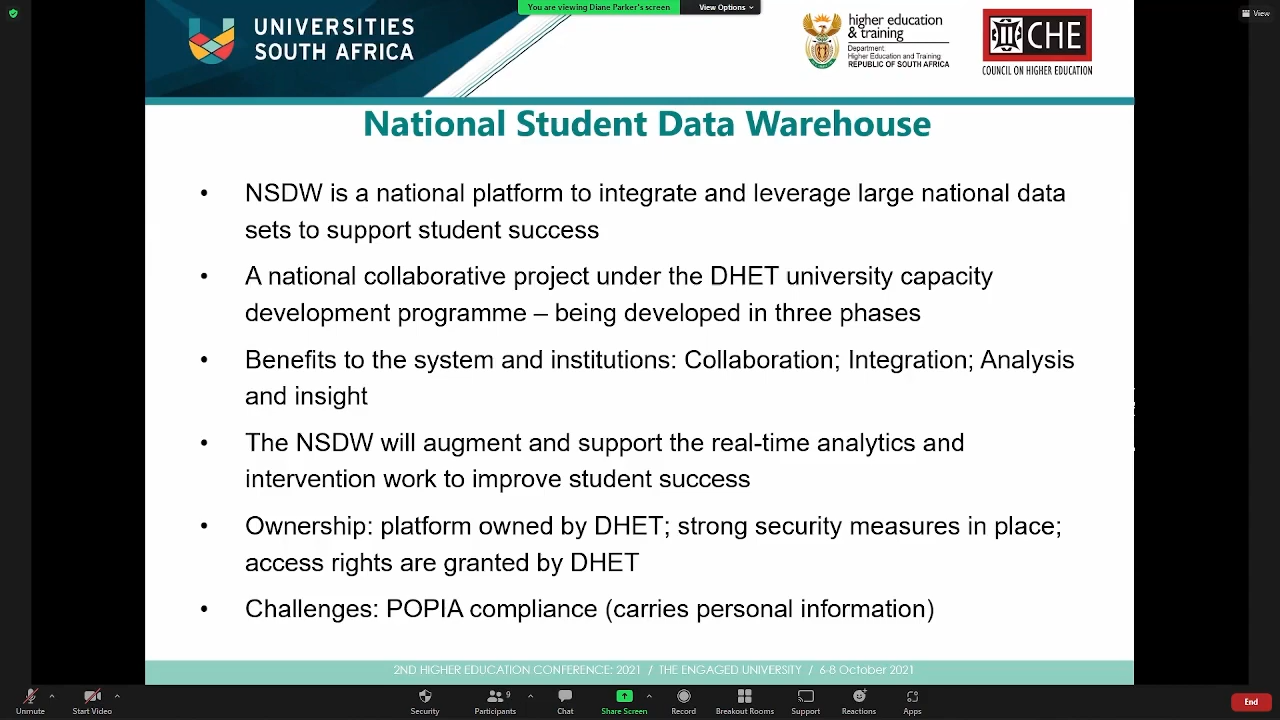 You are viewing Diane Parker's screen
View Options
View
UNIVERSITIES
SOUTH AFRICA
higher education
& training
Department:
Higher Education and Training
REPUBLIC OF SOUTH AFRICA
CHE
COUNCIL ON HIGHER EDUCATION
National Student Data Warehouse
• NSDW is a national platform to integrate and leverage large national data
sets to support student success
• A national collaborative project under the DHET university capacity
development programme – being developed in three phases
• Benefits to the system and institutions: Collaboration; Integration; Analysis
and insight
• The NSDW will augment and support the real-time analytics and
intervention work to improve student success
• Ownership: platform owned by DHET; strong security measures in place;
access rights are granted by DHET
• Challenges: POPIA compliance (carries personal information)
2ND HIGHER EDUCATION CONFERENCE: 2021 / THE ENGAGED UNIVERSITY / 6-8 October 2021
Unmute
Start Video
Security
Participants
9
Chat
Share Screen
Record
Breakout Rooms
Support
Reactions
Apps
End